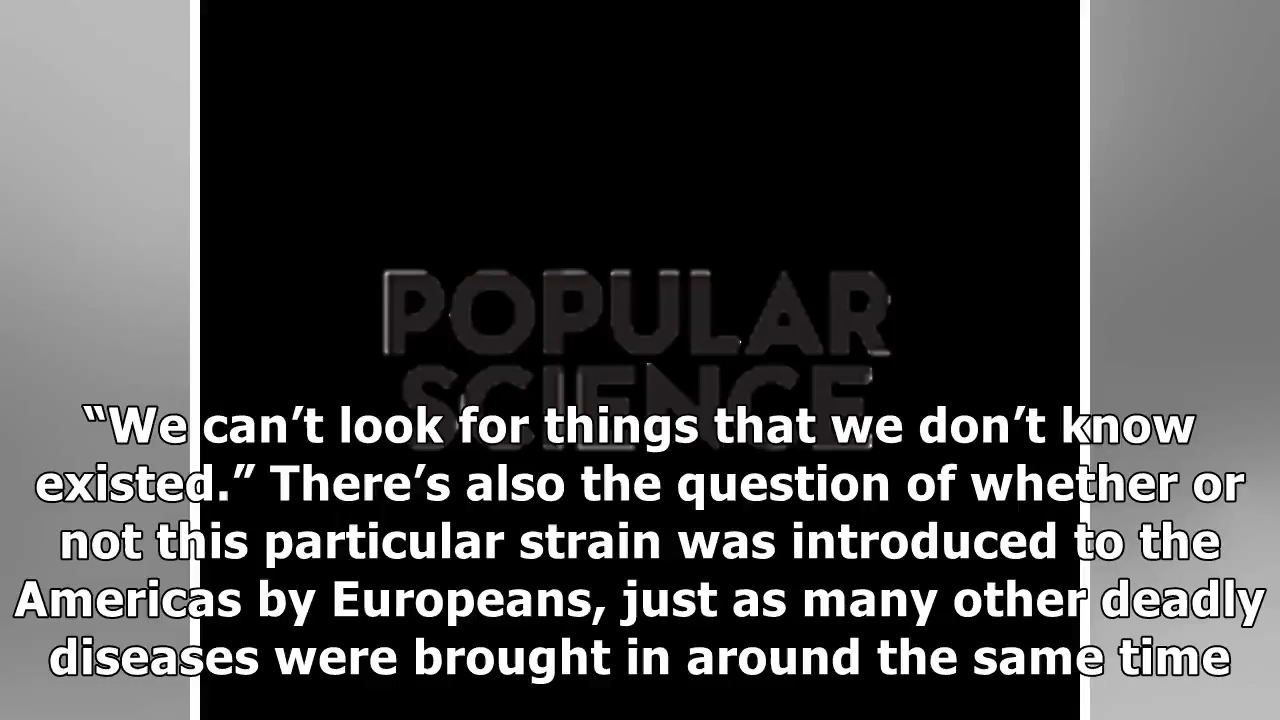 POPULAR
SCIENCE
“We can’t look for things that we don’t know
existed.” There’s also the question of whether or
not this particular strain was introduced to the
Americas by Europeans, just as many other deadly
diseases were brought in around the same time